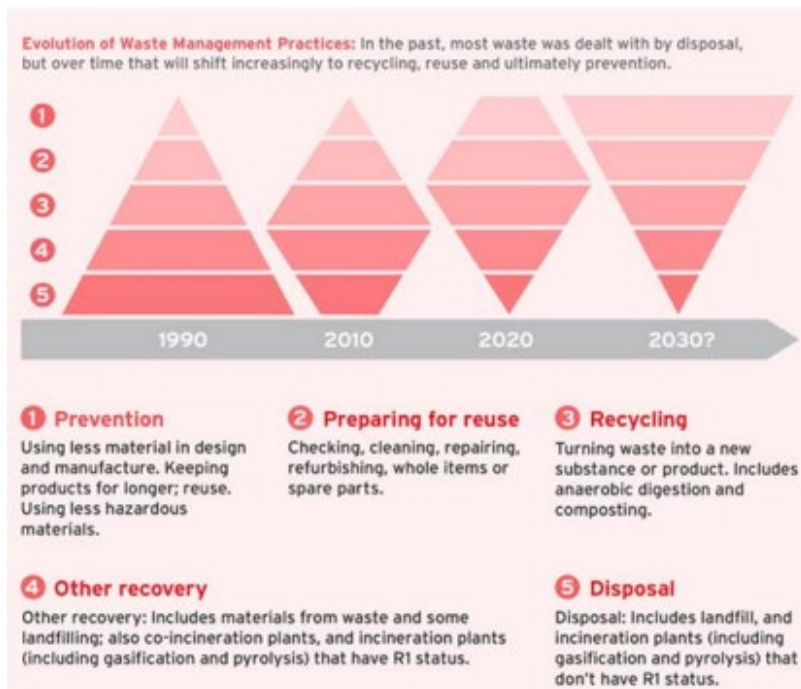 Evolution of Waste Management Practices: In the past, most waste was dealt with by disposal,
but over time that will shift increasingly to recycling, reuse and ultimately prevention.
1
2
3
4
5
1990 2010 2020 2030?
1 Prevention
Using less material in design
and manufacture. Keeping
products for longer; reuse.
Using less hazardous
materials.
2 Preparing for reuse
Checking, cleaning, repairing,
refurbishing, whole items or
spare parts.
3 Recycling
Turning waste into a new
substance or product. Includes
anaerobic digestion and
composting.
4 Other recovery
Other recovery: Includes materials from waste and some
landfilling; also co-incineration plants, and incineration plants
(including gasification and pyrolysis) that have R1 status.
5 Disposal
Disposal: Includes landfill, and
incineration plants (including
gasification and pyrolysis) that
don't have R1 status.